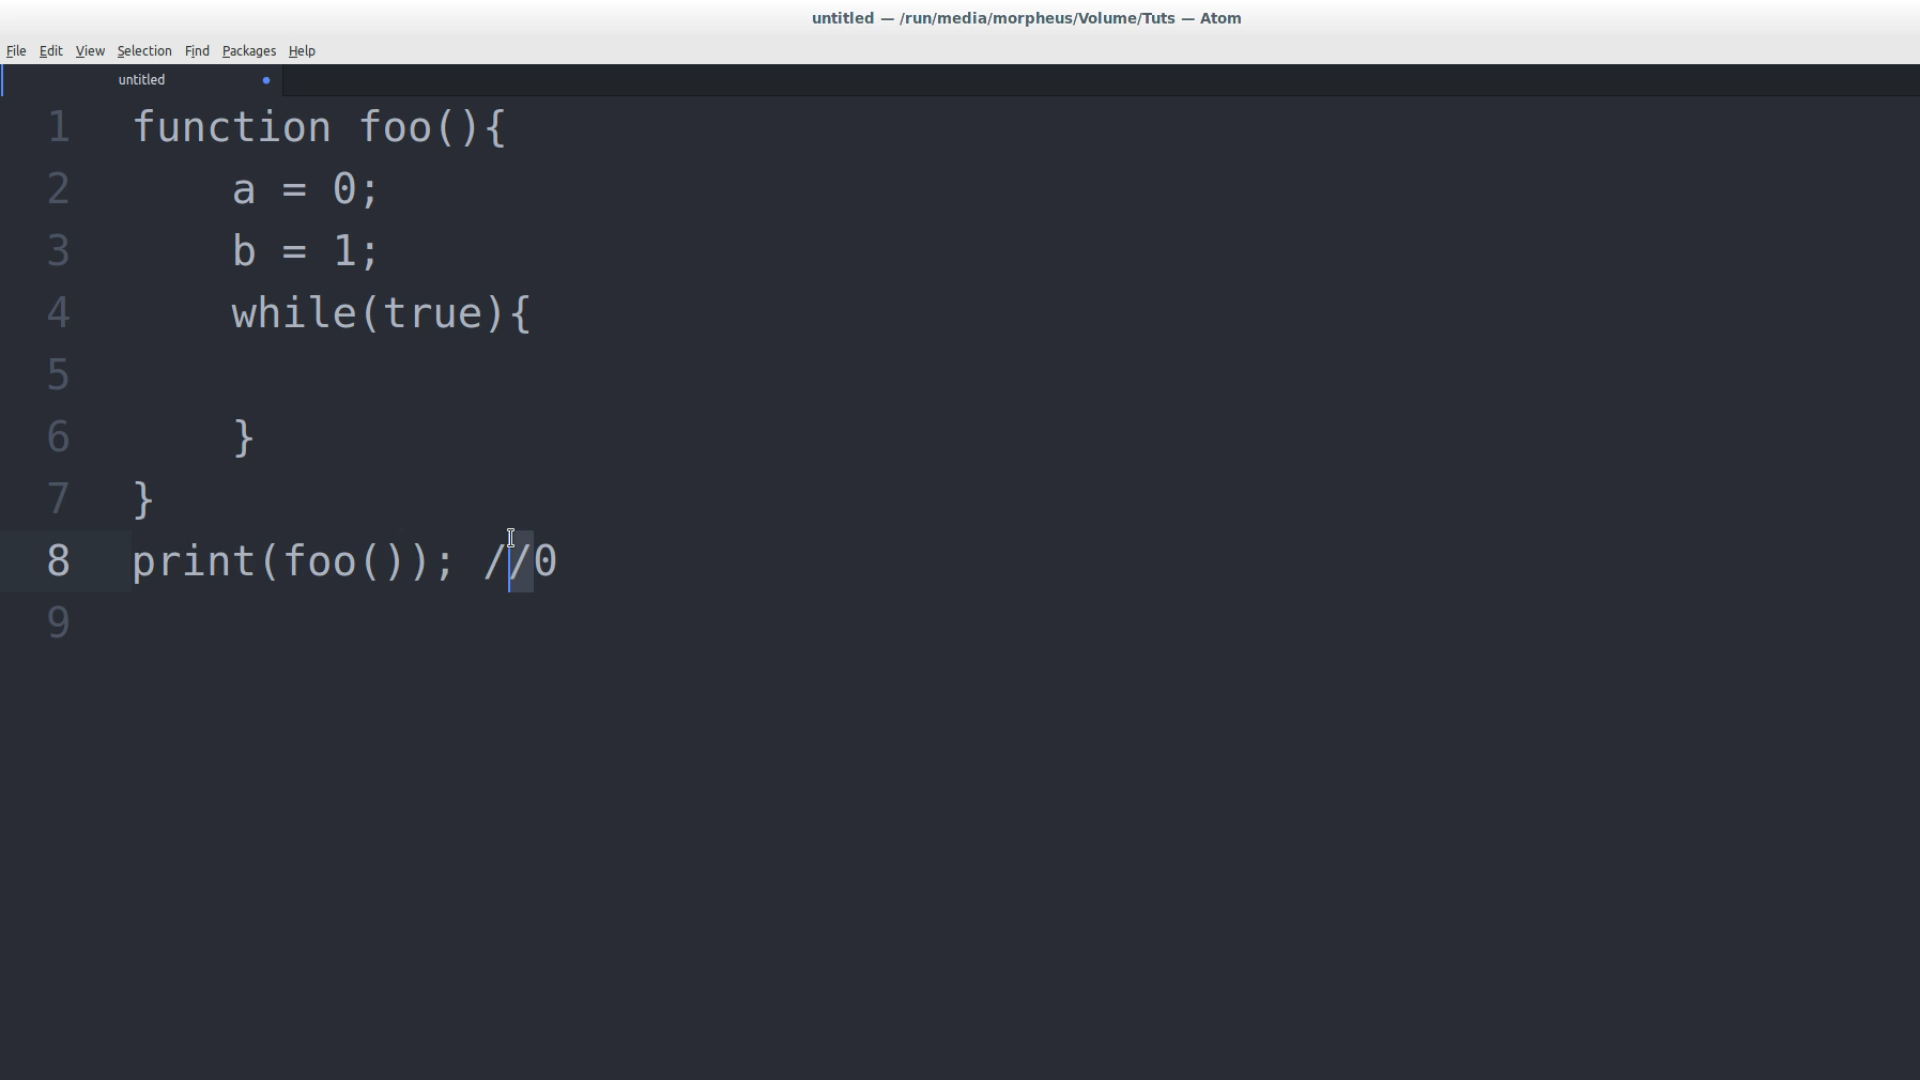 untitled — /run/media/morpheus/Volume/Tuts — Atom
File Edit View Selection Find Packages Help
untitled
1 function foo(){
2     a = 0;
3     b = 1;
4     while(true){
5
6     }
7 }
8 print(foo()); //0
9